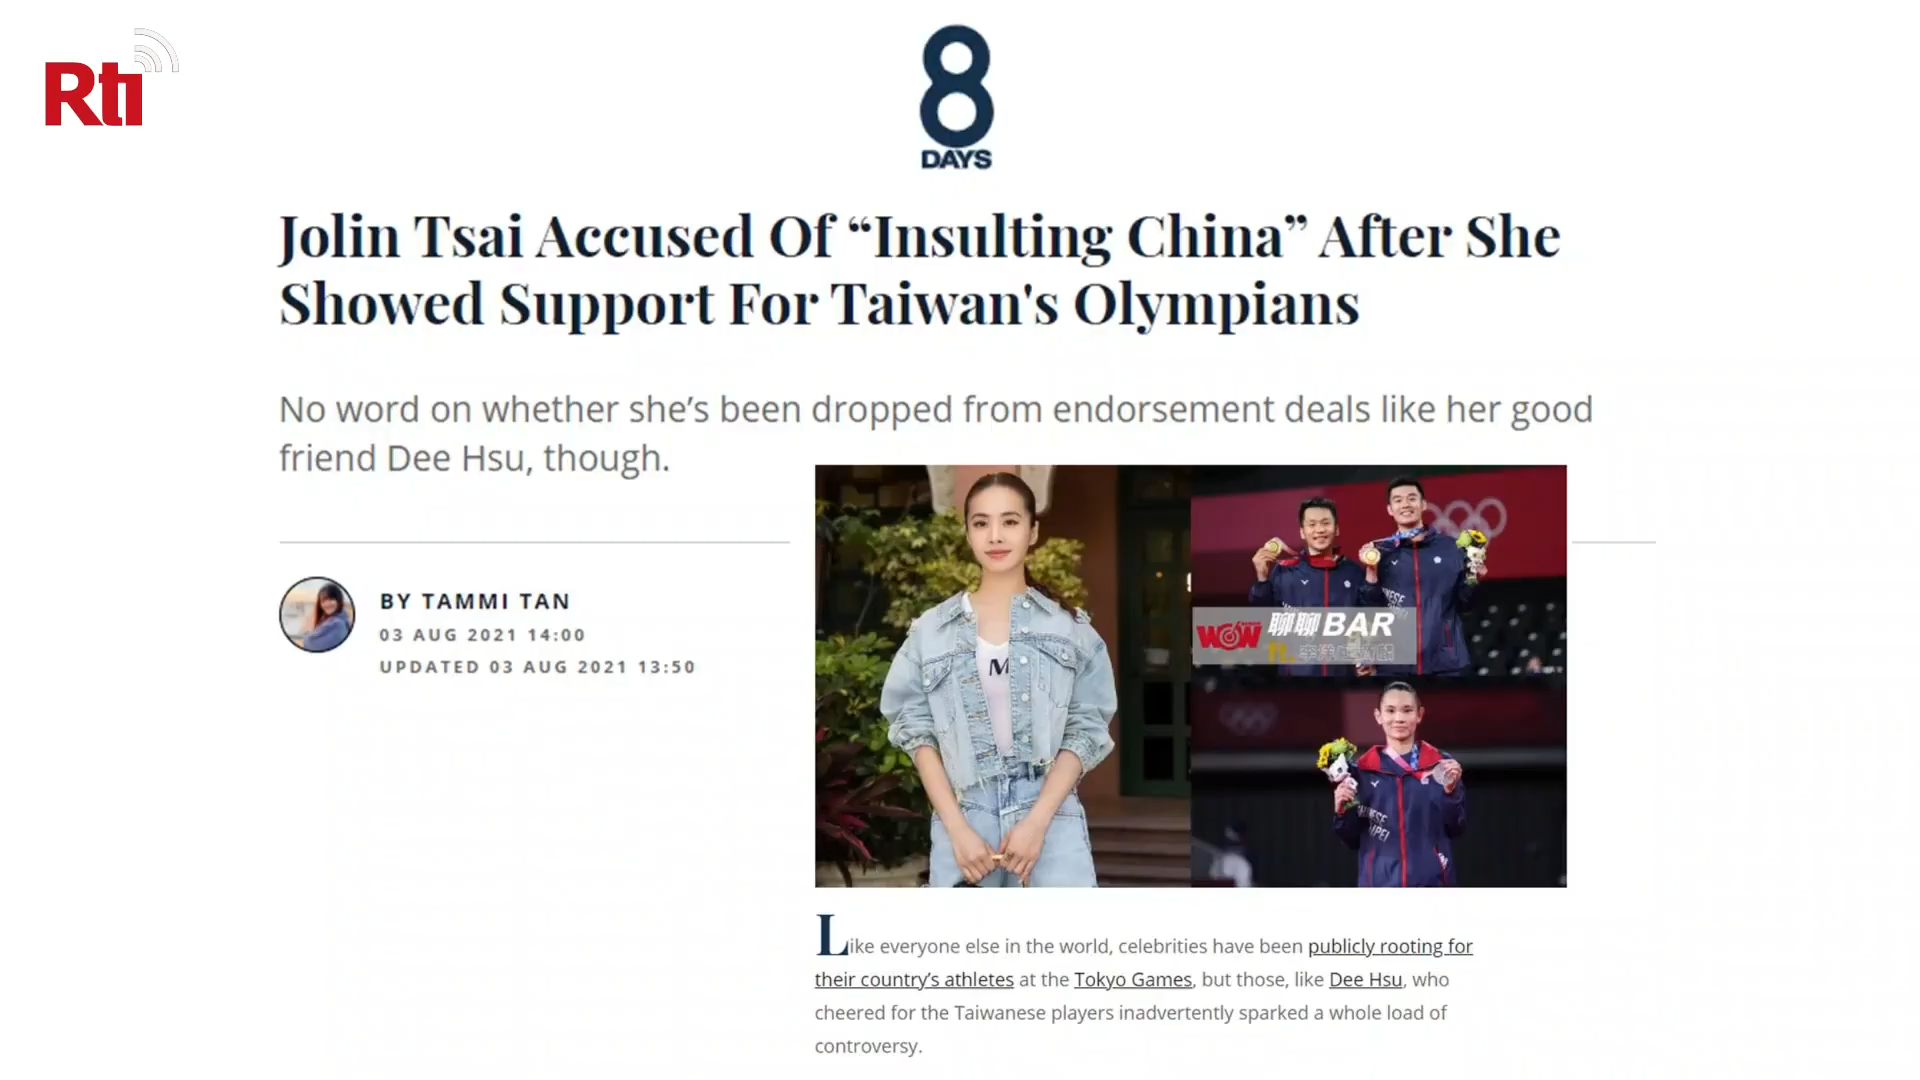 Rti
8
DAYS
Jolin Tsai Accused Of “Insulting China” After She
Showed Support For Taiwan's Olympians
No word on whether she’s been dropped from endorsement deals like her good
friend Dee Hsu, though.
BY TAMMI TAN
03 AUG 2021 14:00
UPDATED 03 AUG 2021 13:50
M
WOW 聊聊BAR
ft.
NESE
NESE
IPEI
Like everyone else in the world, celebrities have been publicly rooting for
their country’s athletes at the Tokyo Games, but those, like Dee Hsu, who
cheered for the Taiwanese players inadvertently sparked a whole load of
controversy.